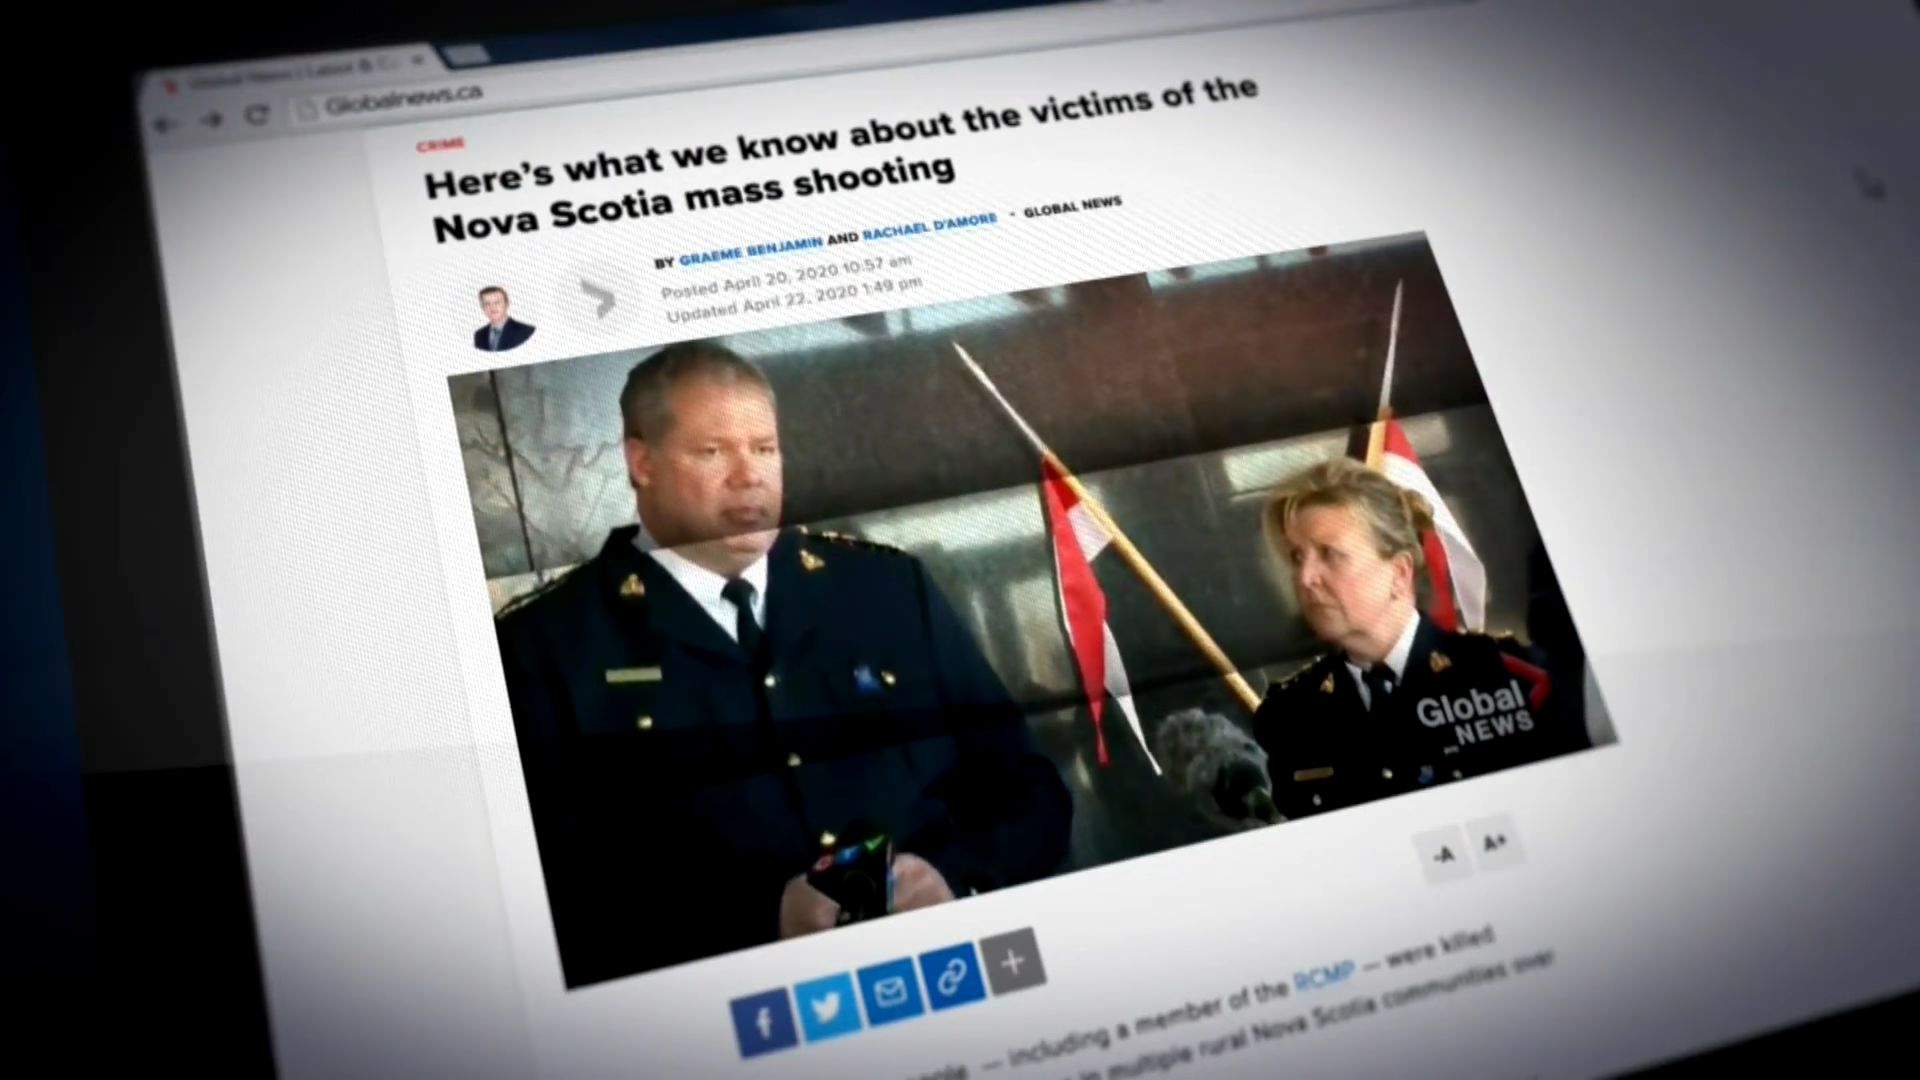 Globalnews.ca
CRIME
Here's what we know about the victims of the
Nova Scotia mass shooting
BY GRAEME BENJAMIN AND RACHAEL D'AMORE · GLOBAL NEWS
Posted April 20, 2020 10:57 am
Updated April 22, 2020 1:49 pm
Global
NEWS
-A A+
— including a member of the RCMP — were killed
in multiple rural Nova Scotia communities over